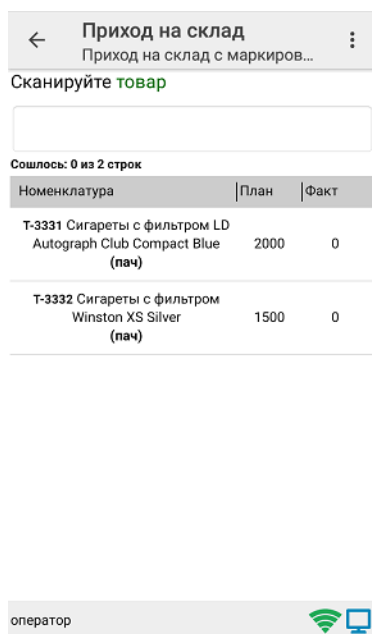 Приход на склад
Приход на склад с маркиров...
Сканируйте товар
Сошлось: 0 из 2 строк
Номенклатура План Факт
T-3331 Сигареты с фильтром LD
Autograph Club Compact Blue 2000 0
(пач)
T-3332 Сигареты с фильтром
Winston XS Silver 1500 0
(пач)
оператор